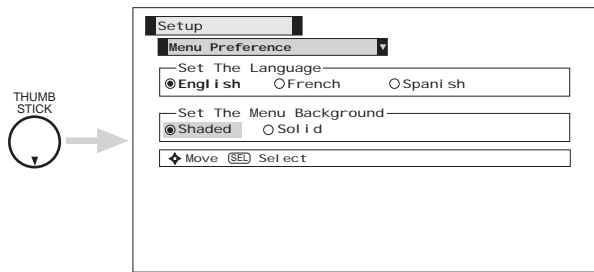 Setup
Menu Preference
Set The Language
English French Spanish
Set The Menu Background
Shaded Solid
Move SEL Select
THUMB
STICK